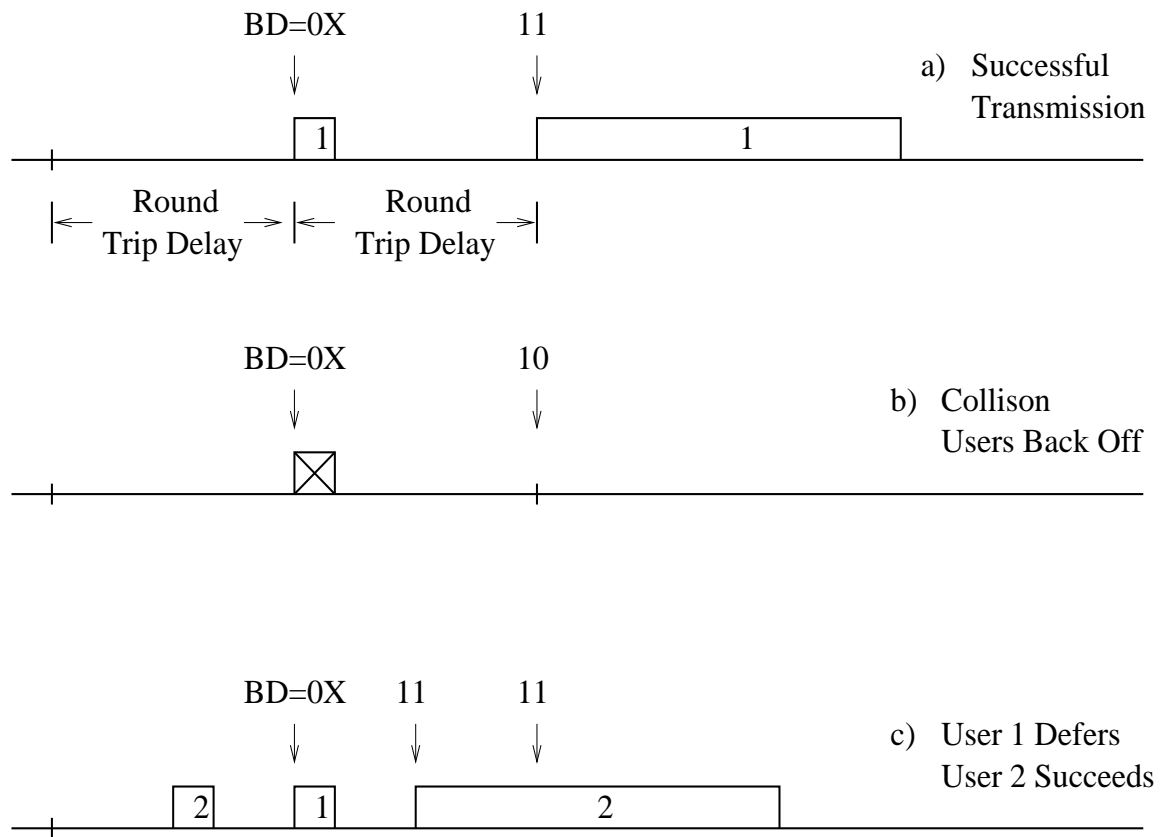 BD=0X 11
a) Successful
Transmission
1 1
Round Round
Trip Delay Trip Delay
BD=0X 10
b) Collison
Users Back Off
BD=0X 11 11
c) User 1 Defers
User 2 Succeeds
2 1 2